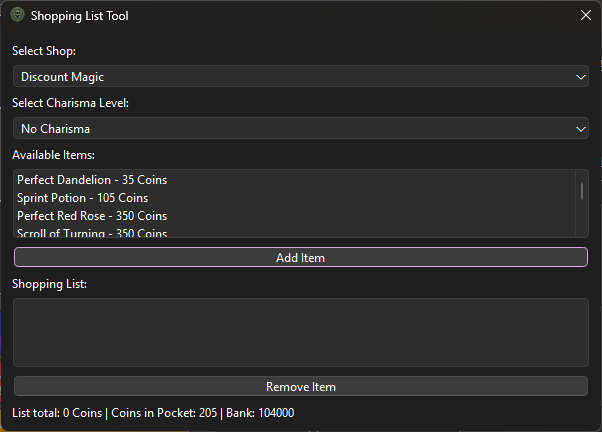 Shopping List Tool
Select Shop:
Discount Magic
Select Charisma Level:
No Charisma
Available Items:
Perfect Dandelion - 35 Coins
Sprint Potion - 105 Coins
Perfect Red Rose - 350 Coins
Scroll of Turning - 350 Coins
Add Item
Shopping List:
Remove Item
List total: 0 Coins | Coins in Pocket: 205 | Bank: 104000